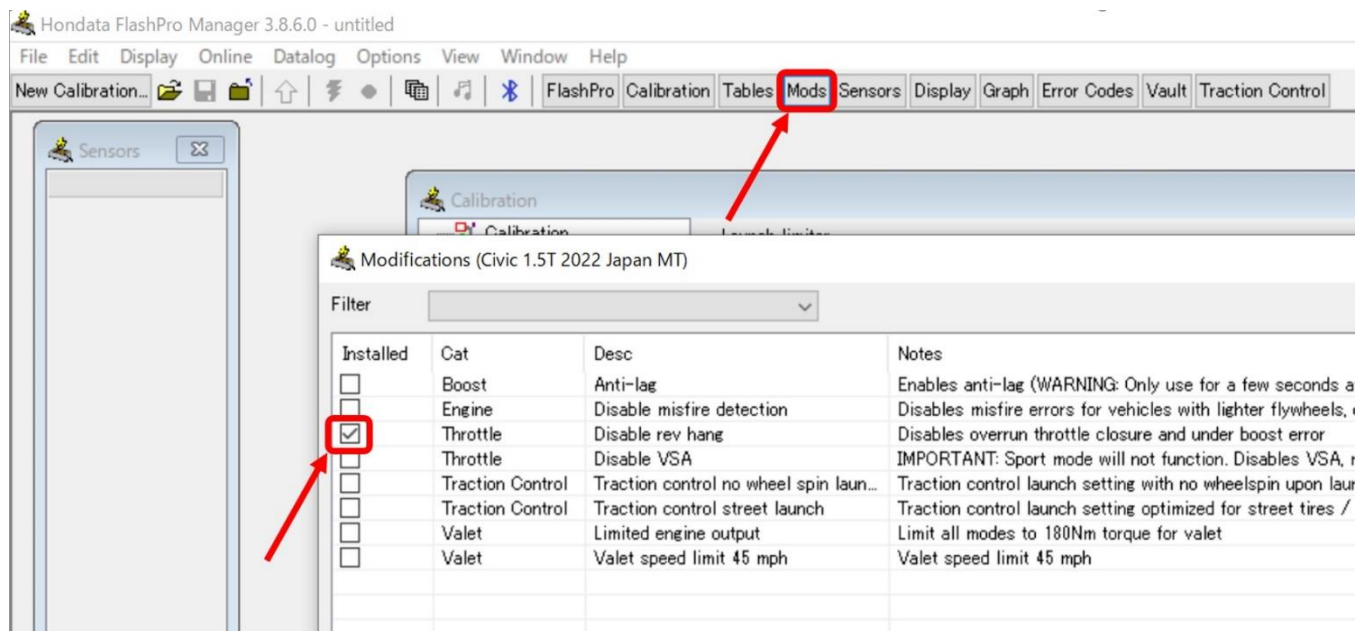 Hondata FlashPro Manager 3.8.6.0 - untitled
File Edit Display Online Datalog Options View Window Help
New Calibration... FlashPro Calibration Tables Mods Sensors Display Graph Error Codes Vault Traction Control
Sensors
Calibration
Calibration
Launch limiter
Modifications (Civic 1.5T 2022 Japan MT)
Filter
Installed Cat Desc Notes
Boost Anti-lag Enables anti-lag (WARNING: Only use for a few seconds a
Engine Disable misfire detection Disables misfire errors for vehicles with lighter flywheels,
Throttle Disable rev hang Disables overrun throttle closure and under boost error
Throttle Disable VSA IMPORTANT: Sport mode will not function. Disables VSA,
Traction Control Traction control no wheel spin laun... Traction control launch setting with no wheelspin upon lau
Traction Control Traction control street launch Traction control launch setting optimized for street tires /
Valet Limited engine output Limit all modes to 180Nm torque for valet
Valet Valet speed limit 45 mph Valet speed limit 45 mph